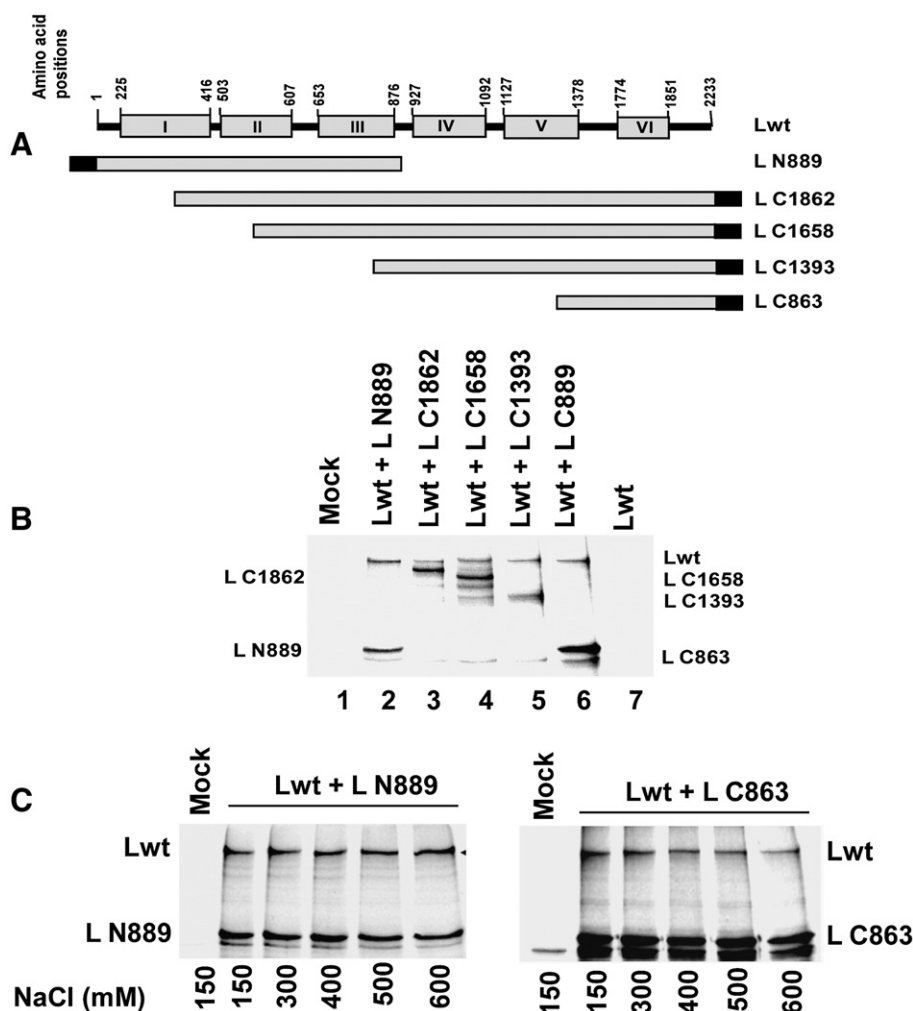 Amino acid
positions
1 225 416 503 607 653 876 927 1092 1127 1378 1774 1851 2233
I II III IV V VI Lwt
A
L N889
L C1862
L C1658
L C1393
L C863
Mock
Lwt + L N889
Lwt + L C1862
Lwt + L C1658
Lwt + L C1393
Lwt + L C889
Lwt
B
L C1862
L N889
Lwt
L C1658
L C1393
L C863
1 2 3 4 5 6 7
C
Mock
Lwt + L N889
Lwt
L N889
150 150 300 400 500 600
NaCl (mM)
Mock
Lwt + L C863
Lwt
L C863
150 150 300 400 500 600